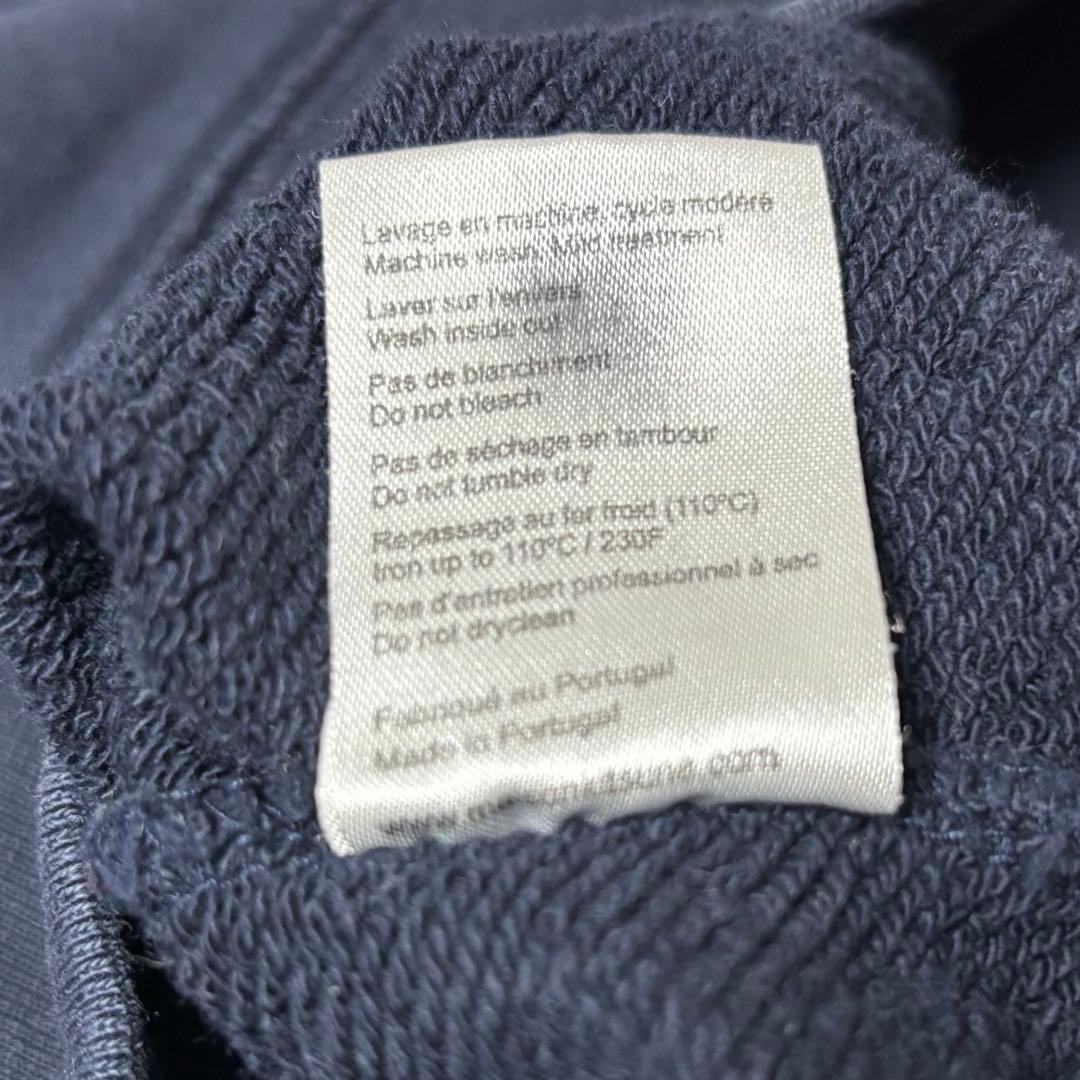 Lavage en machine, cycle modéré
Machine wash, Mild treatment
Laver sur l'envers
Wash inside out
Pas de blanchiment
Do not bleach
Pas de séchage en tambour
Do not tumble dry
Repassage au fer froid (110°C)
Iron up to 110°C / 230F
Pas d'entretien professionnel à sec
Do not dryclean
Fabriqué au Portugal
Made in Portugal